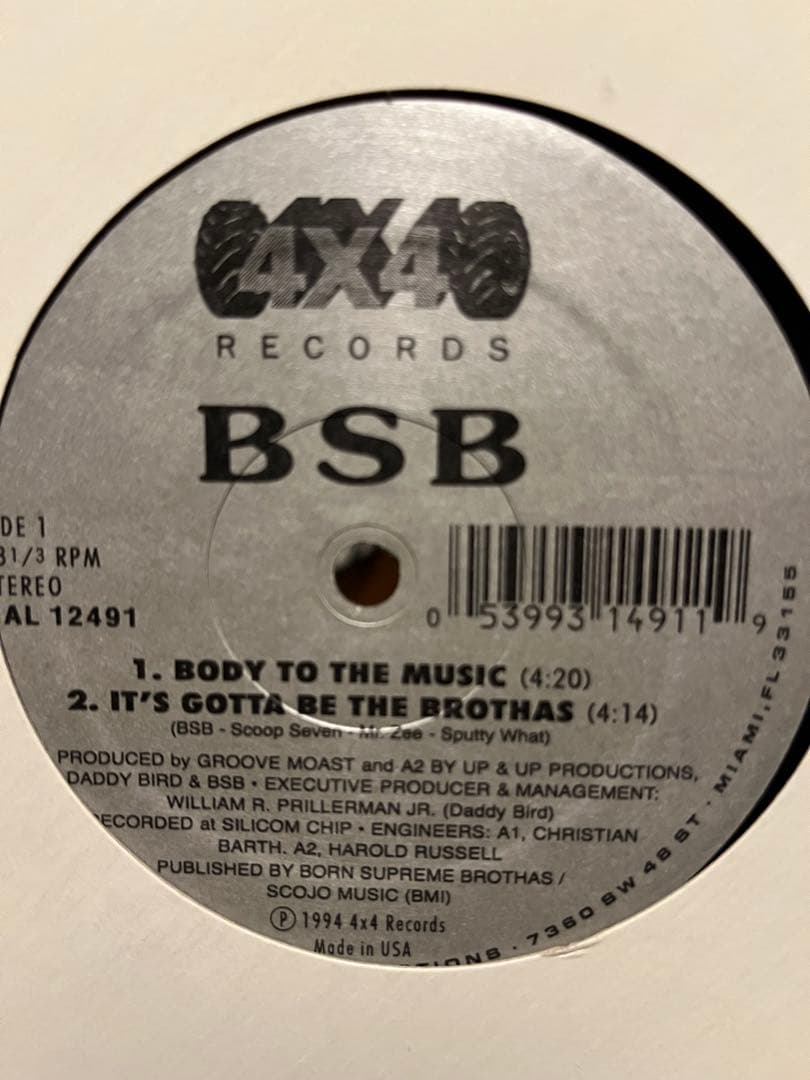 4X4
RECORDS
BSB
DE 1
31/3 RPM
TEREO
AL 12491
0 53993 14911 9
1. BODY TO THE MUSIC (4:20)
2. IT'S GOTTA BE THE BROTHAS (4:14)
(BSB - Scoop Seven - Mr. Zee - Sputty What)
PRODUCED by GROOVE MOAST and A2 BY UP & UP PRODUCTIONS,
DADDY BIRD & BSB • EXECUTIVE PRODUCER & MANAGEMENT:
WILLIAM R. PRILLERMAN JR. (Daddy Bird)
ECORDED at SILICOM CHIP • ENGINEERS: A1, CHRISTIAN
BARTH. A2, HAROLD RUSSELL
PUBLISHED BY BORN SUPREME BROTHAS /
SCOJO MUSIC (BMI)
Ⓟ 1994 4x4 Records
Made in USA
TIONS • 7360 SW 48 ST • MIAMI, FL 33155